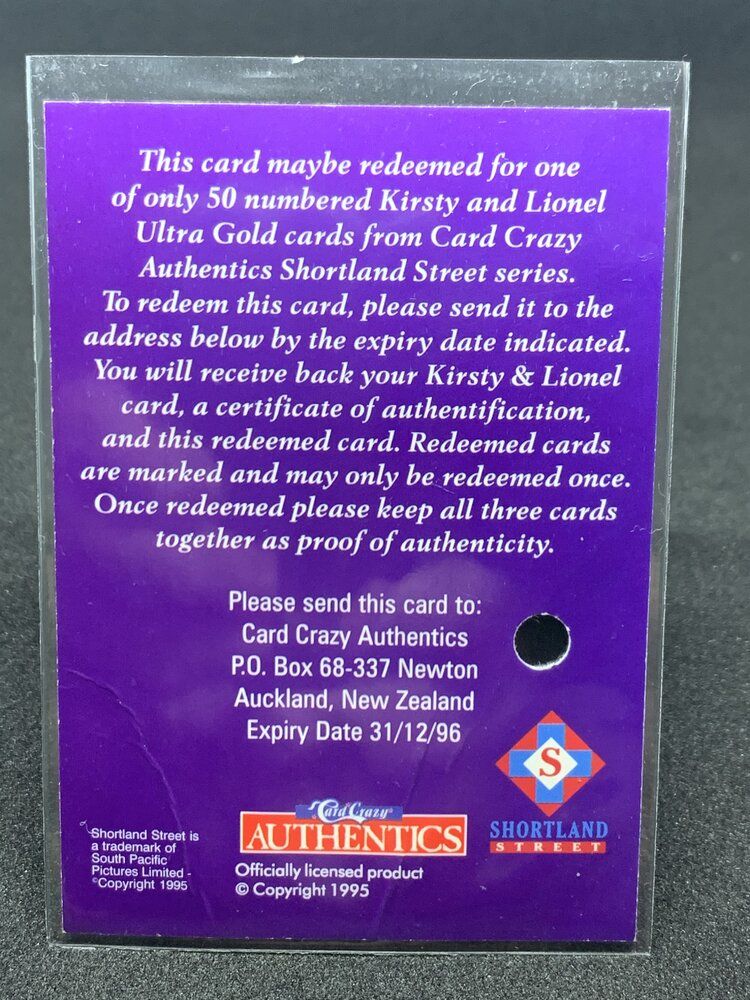 This card maybe redeemed for one
of only 50 numbered Kirsty and Lionel
Ultra Gold cards from Card Crazy
Authentics Shortland Street series.
To redeem this card, please send it to the
address below by the expiry date indicated.
You will receive back your Kirsty & Lionel
card, a certificate of authentification,
and this redeemed card. Redeemed cards
are marked and may only be redeemed once.
Once redeemed please keep all three cards
together as proof of authenticity.
Please send this card to:
Card Crazy Authentics
P.O. Box 68-337 Newton
Auckland, New Zealand
Expiry Date 31/12/96
S
SHORTLAND
STREET
Card Crazy®
AUTHENTICS
Officially licensed product
© Copyright 1995
Shortland Street is
a trademark of
South Pacific
Pictures Limited -
©Copyright 1995